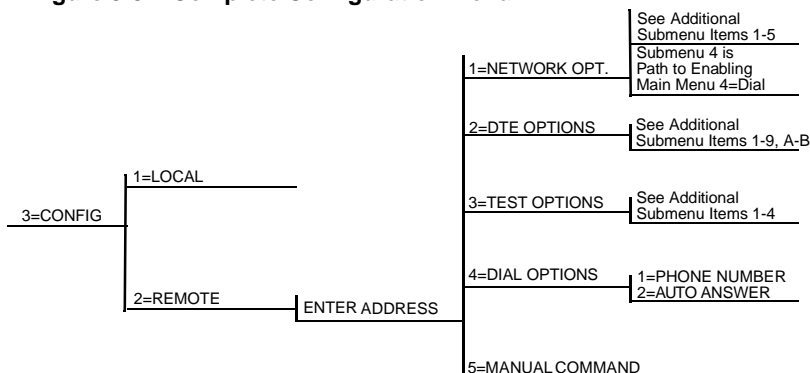 Complete Configuration Menu
See Additional
Submenu Items 1-5
Submenu 4 is
Path to Enabling
Main Menu 4=Dial
1=NETWORK OPT.
2=DTE OPTIONS
See Additional
Submenu Items 1-9, A-B
1=LOCAL
3=TEST OPTIONS
See Additional
Submenu Items 1-4
3=CONFIG
4=DIAL OPTIONS
1=PHONE NUMBER
2=AUTO ANSWER
2=REMOTE
ENTER ADDRESS
5=MANUAL COMMAND